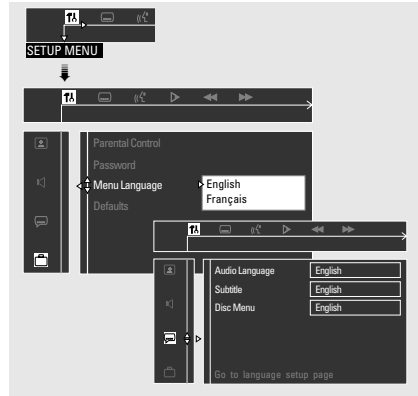 SETUP MENU
Parental Control
Password
Menu Language
English
Français
Defaults
Audio Language English
Subtitle English
Disc Menu English
Go to language setup page